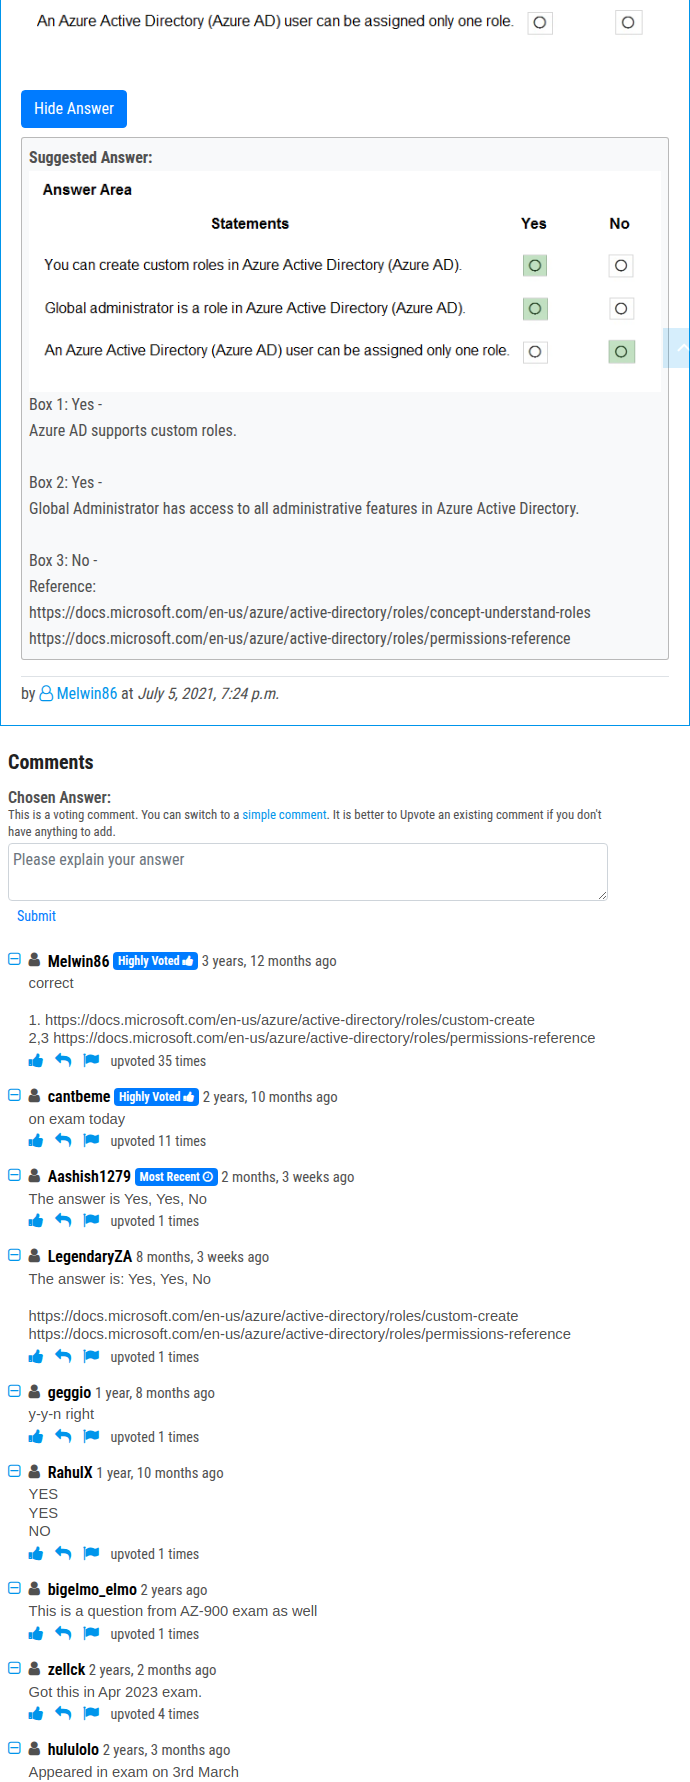 An Azure Active Directory (Azure AD) user can be assigned only one role.
Hide Answer
Suggested Answer:
Answer Area
Statements Yes No
You can create custom roles in Azure Active Directory (Azure AD).
Global administrator is a role in Azure Active Directory (Azure AD).
An Azure Active Directory (Azure AD) user can be assigned only one role.
Box 1: Yes -
Azure AD supports custom roles.
Box 2: Yes -
Global Administrator has access to all administrative features in Azure Active Directory.
Box 3: No -
Reference:
https://docs.microsoft.com/en-us/azure/active-directory/roles/concept-understand-roles
https://docs.microsoft.com/en-us/azure/active-directory/roles/permissions-reference
by Melwin86 at July 5, 2021, 7:24 p.m.
Comments
Chosen Answer:
This is a voting comment. You can switch to a simple comment. It is better to Upvote an existing comment if you don't
have anything to add.
Please explain your answer
Submit
Melwin86 Highly Voted 3 years, 12 months ago
correct
1. https://docs.microsoft.com/en-us/azure/active-directory/roles/custom-create
2,3 https://docs.microsoft.com/en-us/azure/active-directory/roles/permissions-reference
upvoted 35 times
cantbeme Highly Voted 2 years, 10 months ago
on exam today
upvoted 11 times
Aashish1279 Most Recent 2 months, 3 weeks ago
The answer is Yes, Yes, No
upvoted 1 times
LegendaryZA 8 months, 3 weeks ago
The answer is: Yes, Yes, No
https://docs.microsoft.com/en-us/azure/active-directory/roles/custom-create
https://docs.microsoft.com/en-us/azure/active-directory/roles/permissions-reference
upvoted 1 times
geggio 1 year, 8 months ago
y-y-n right
upvoted 1 times
RahulX 1 year, 10 months ago
YES
YES
NO
upvoted 1 times
bigelmo_elmo 2 years ago
This is a question from AZ-900 exam as well
upvoted 1 times
zellck 2 years, 2 months ago
Got this in Apr 2023 exam.
upvoted 4 times
hululolo 2 years, 3 months ago
Appeared in exam on 3rd March